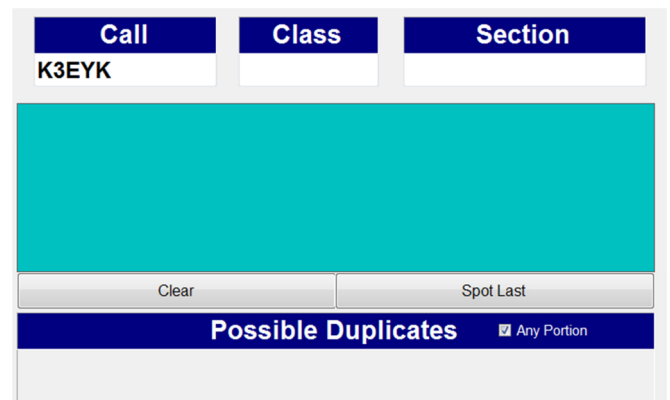 Call Class Section
K3EYK
Clear Spot Last
Possible Duplicates Any Portion